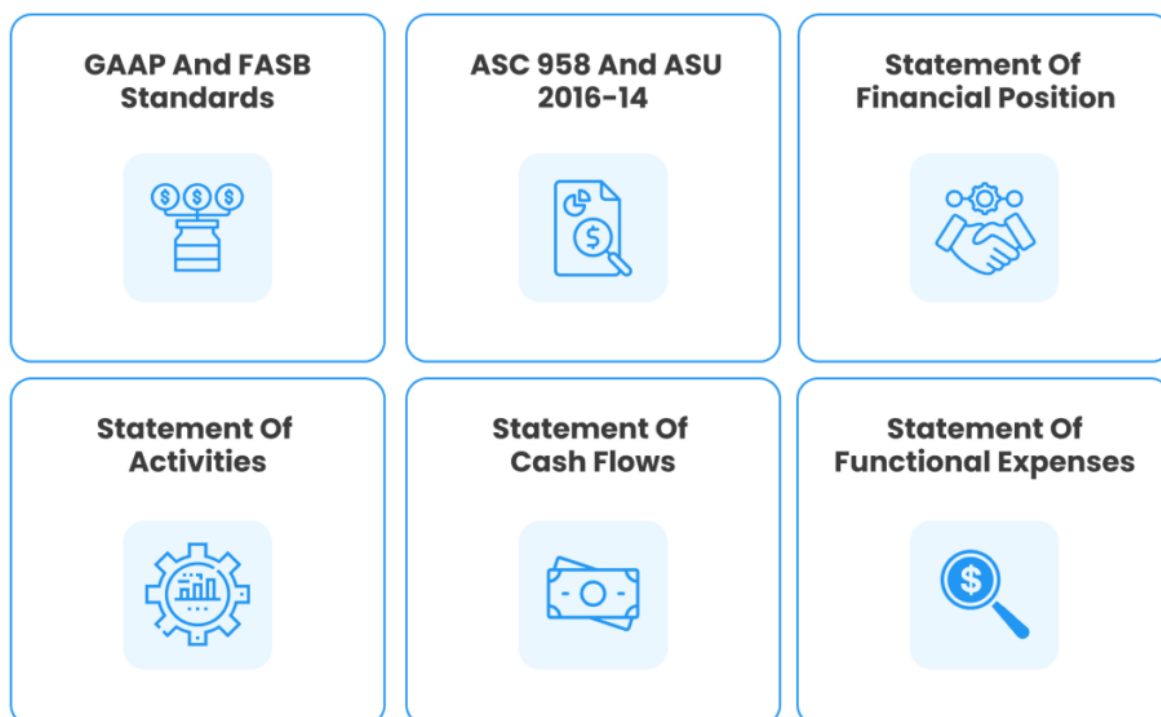 GAAP And FASB
Standards
ASC 958 And ASU
2016-14
Statement Of
Financial Position
Statement Of
Activities
Statement Of
Cash Flows
Statement Of
Functional Expenses